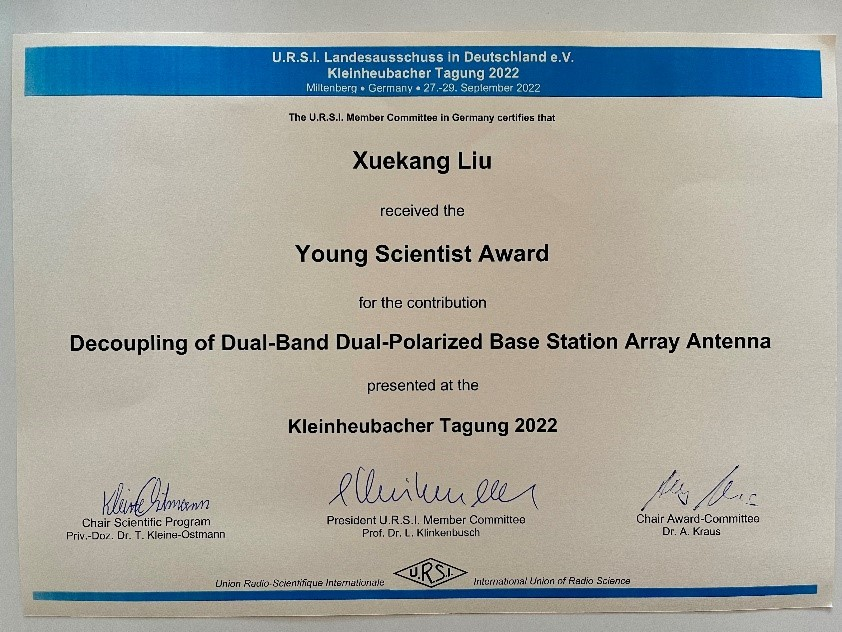 U.R.S.I. Landesausschuss in Deutschland e.V.
Kleinheubacher Tagung 2022
Miltenberg • Germany • 27.-29. September 2022
The U.R.S.I. Member Committee in Germany certifies that
Xuekang Liu
received the
Young Scientist Award
for the contribution
Decoupling of Dual-Band Dual-Polarized Base Station Array Antenna
presented at the
Kleinheubacher Tagung 2022
Kleine-Ostmann
Chair Scientific Program
Priv.-Doz. Dr. T. Kleine-Ostmann
Klinkenbusch
President U.R.S.I. Member Committee
Prof. Dr. L. Klinkenbusch
Chair Award-Committee
Dr. A. Kraus
Union Radio-Scientifique Internationale
U.R.S.I.
International Union of Radio Science